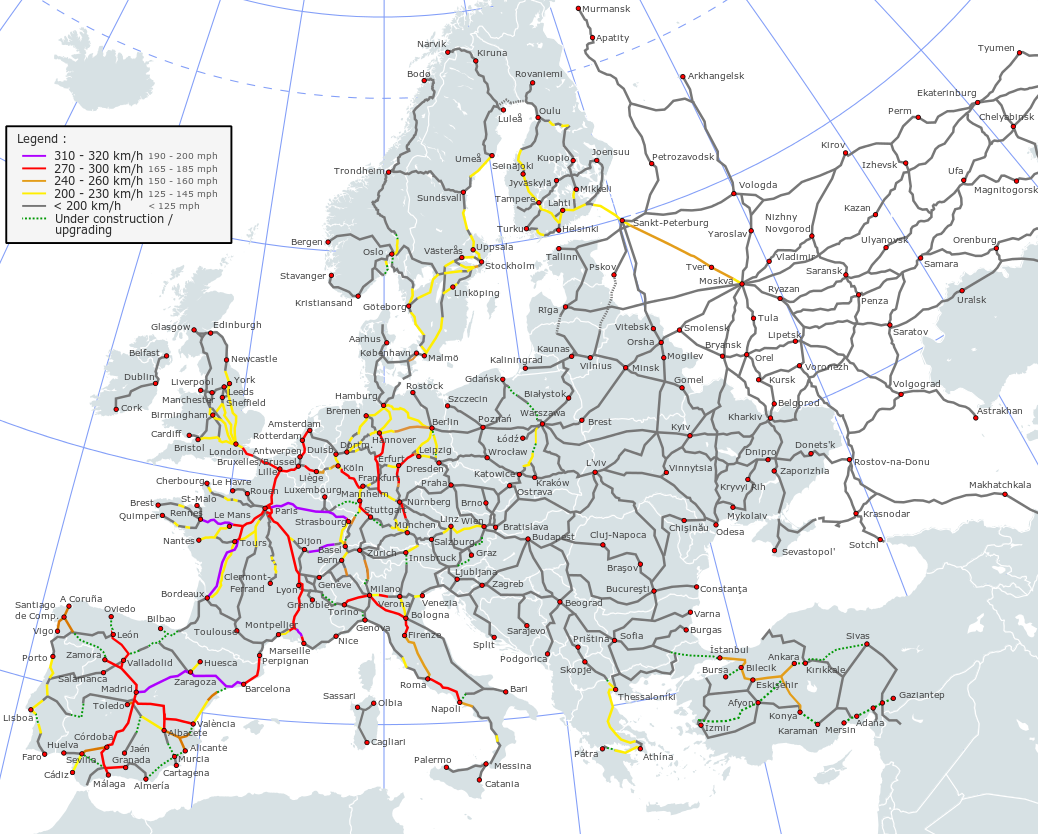 Murmansk
Apatity
Narvik
Kiruna
Tyumen
Bodø
Rovaniemi
Arkhangelsk
Ekaterinburg
Luleå
Oulu
Perm
Chelyabinsk
Legend :
310 - 320 km/h 190 - 200 mph
270 - 300 km/h 165 - 185 mph
240 - 260 km/h 150 - 160 mph
200 - 230 km/h 125 - 145 mph
< 200 km/h < 125 mph
Under construction /
upgrading
Umeå
Seinäjoki
Kuopio
Joensuu
Petrozavodsk
Kirov
Izhevsk
Ufa
Magnitogorsk
Trondheim
Jyväskylä
Mikkeli
Vologda
Sundsvall
Tampere
Lahti
Kazan
Turku
Helsinki
Sankt-Peterburg
Nizhny
Novgorod
Yaroslav
Bergen
Oslo
Västerås
Uppsala
Stockholm
Tallinn
Vladimir
Ulyanovsk
Orenburg
Samara
Stavanger
Pskov
Tver
Moskva
Saransk
Kristiansand
Göteborg
Linköping
Ryazan
Penza
Uralsk
Rīga
Glasgow
Edinburgh
Vitebsk
Smolensk
Tula
Saratov
Aarhus
Orsha
Lipetsk
Belfast
Newcastle
København
Malmö
Kaliningrad
Kaunas
Vilnius
Mogilev
Minsk
Bryansk
Orel
Voronezh
Dublin
Liverpool
York
Leeds
Manchester
Sheffield
Rostock
Gdańsk
Gomel
Kursk
Volgograd
Cork
Birmingham
Hamburg
Bremen
Szczecin
Białystok
Belgorod
Astrakhan
Cardiff
Bristol
London
Amsterdam
Rotterdam
Hannover
Berlin
Poznań
Warszawa
Brest
Kyiv
Kharkiv
Antwerpen
Bruxelles/Brussel
Duisb
Dortm.
Łódź
Leipzig
Wrocław
Donets'k
Dnipro
Rostov-na-Donu
Lille
Liège
Köln
Erfurt
Dresden
Katowice
L'viv
Vinnytsia
Zaporizhia
Cherbourg
Le Havre
Rouen
Luxembourg
Frankfurt
Mannheim
Praha
Kraków
Ostrava
Kryvyi Rih
Makhachkala
Brest
St-Malo
Quimper
Rennes
Le Mans
Paris
Strasbourg
Stuttgart
Nürnberg
Brno
Mykolaiv
Krasnodar
Nantes
Tours
Dijon
Basel
Bern
Zürich
München
Linz
Wien
Bratislava
Salzburg
Budapest
Chişinău
Odesa
Sotchi
Innsbruck
Graz
Cluj-Napoca
Sevastopol'
Clermont-
Ferrand
Lyon
Genève
Ljubljana
Zagreb
Braşov
Bordeaux
Grenoble
Torino
Milano
Verona
Venezia
Beograd
Bucureşti
Constanţa
Santiago
de Comp.
A Coruña
Oviedo
Bilbao
Toulouse
Montpellier
Genova
Bologna
Varna
Vigo
León
Marseille
Nice
Firenze
Split
Sarajevo
Priština
Sofia
Burgas
Sivas
Porto
Zamora
Valladolid
Huesca
Perpignan
Podgorica
Skopje
İstanbul
Ankara
Salamanca
Zaragoza
Bursa
Bilecik
Kırıkkale
Madrid
Barcelona
Sassari
Olbia
Roma
Bari
Thessaloníki
Eskişehir
Gaziantep
Lisboa
Toledo
Napoli
Afyon
Konya
Adana
València
Albacete
İzmir
Karaman
Mersin
Huelva
Córdoba
Jaén
Alicante
Cagliari
Pátra
Athína
Faro
Sevilla
Granada
Murcia
Palermo
Messina
Cádiz
Málaga
Almería
Cartagena
Catania